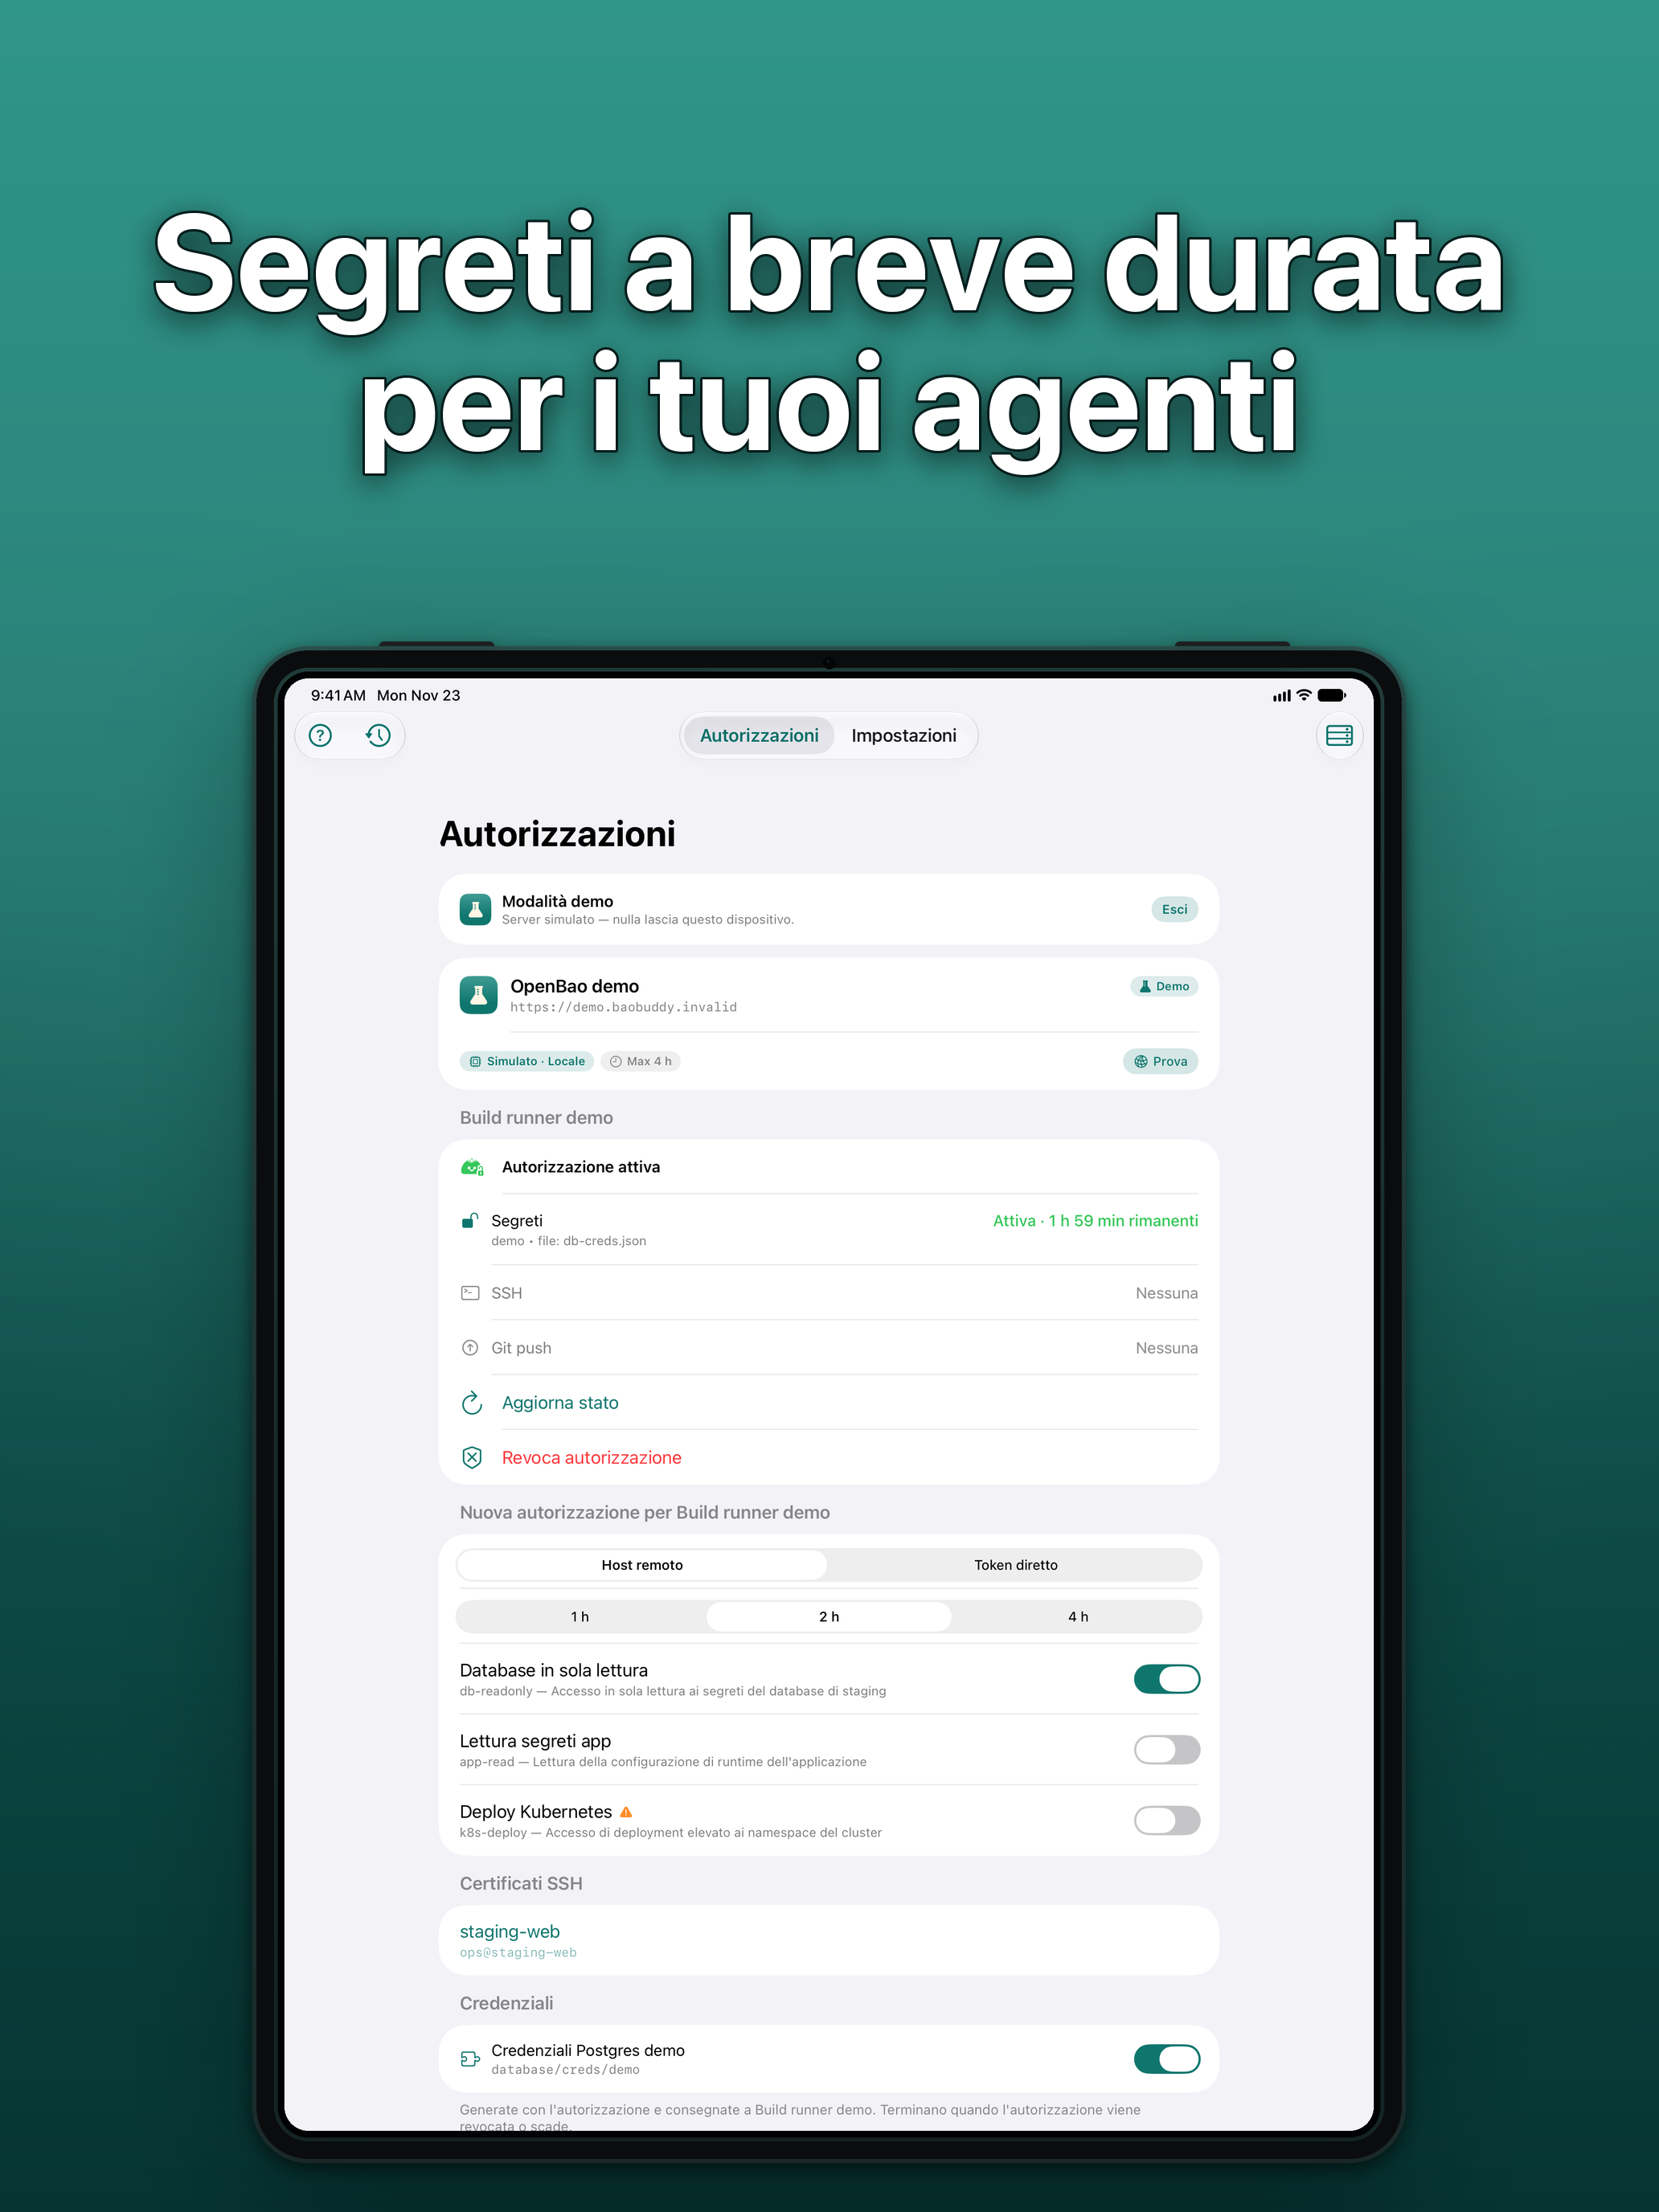 Segreti a breve durata
per i tuoi agenti
9:41 AM Mon Nov 23
Autorizzazioni Impostazioni
Autorizzazioni
Modalità demo
Server simulato — nulla lascia questo dispositivo.
Esci
OpenBao demo
https://demo.baobuddy.invalid
Demo
Simulato · Locale
Max 4 h
Prova
Build runner demo
Autorizzazione attiva
Segreti
demo • file: db-creds.json
Attiva · 1 h 59 min rimanenti
SSH
Nessuna
Git push
Nessuna
Aggiorna stato
Revoca autorizzazione
Nuova autorizzazione per Build runner demo
Host remoto
Token diretto
1 h
2 h
4 h
Database in sola lettura
db-readonly — Accesso in sola lettura ai segreti del database di staging
Lettura segreti app
app-read — Lettura della configurazione di runtime dell'applicazione
Deploy Kubernetes
k8s-deploy — Accesso di deployment elevato ai namespace del cluster
Certificati SSH
staging-web
ops@staging-web
Credenziali
Credenziali Postgres demo
database/creds/demo
Generate con l'autorizzazione e consegnate a Build runner demo. Terminano quando l'autorizzazione viene
revocata o scade.